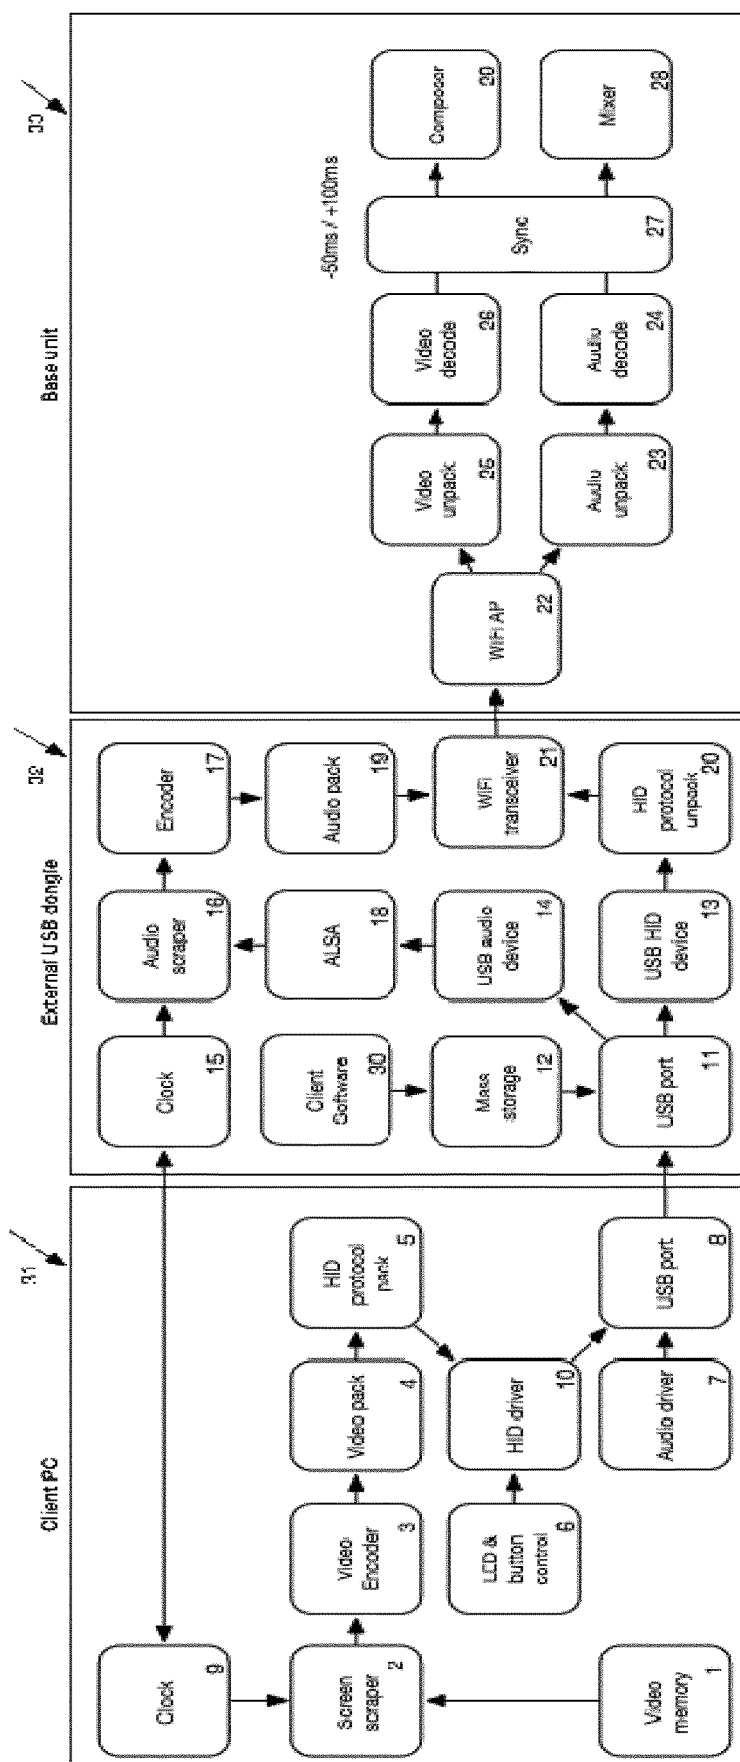 Client PC
31
Clock
9
Screen
scraper
2
Video
Encoder
3
Video pack
4
HID
protocol
pack
5
LCD &
button
control
6
HID driver
10
Video
memory
1
Audio driver
7
USB port
8
External USB dongle
32
Clock
15
Audio
scraper
16
Encoder
17
Client
Software
30
ALSA
18
Audio pack
19
Mass
storage
12
USB audio
device
14
WiFi
transceiver
21
USB port
11
USB HID
device
13
HID
protocol
unpack
20
Base unit
33
-50ms / +100ms
WiFi AP
22
Video
unpack
25
Video
decode
26
Sync
27
Composer
29
Audio
unpack
23
Audio
decode
24
Mixer
28